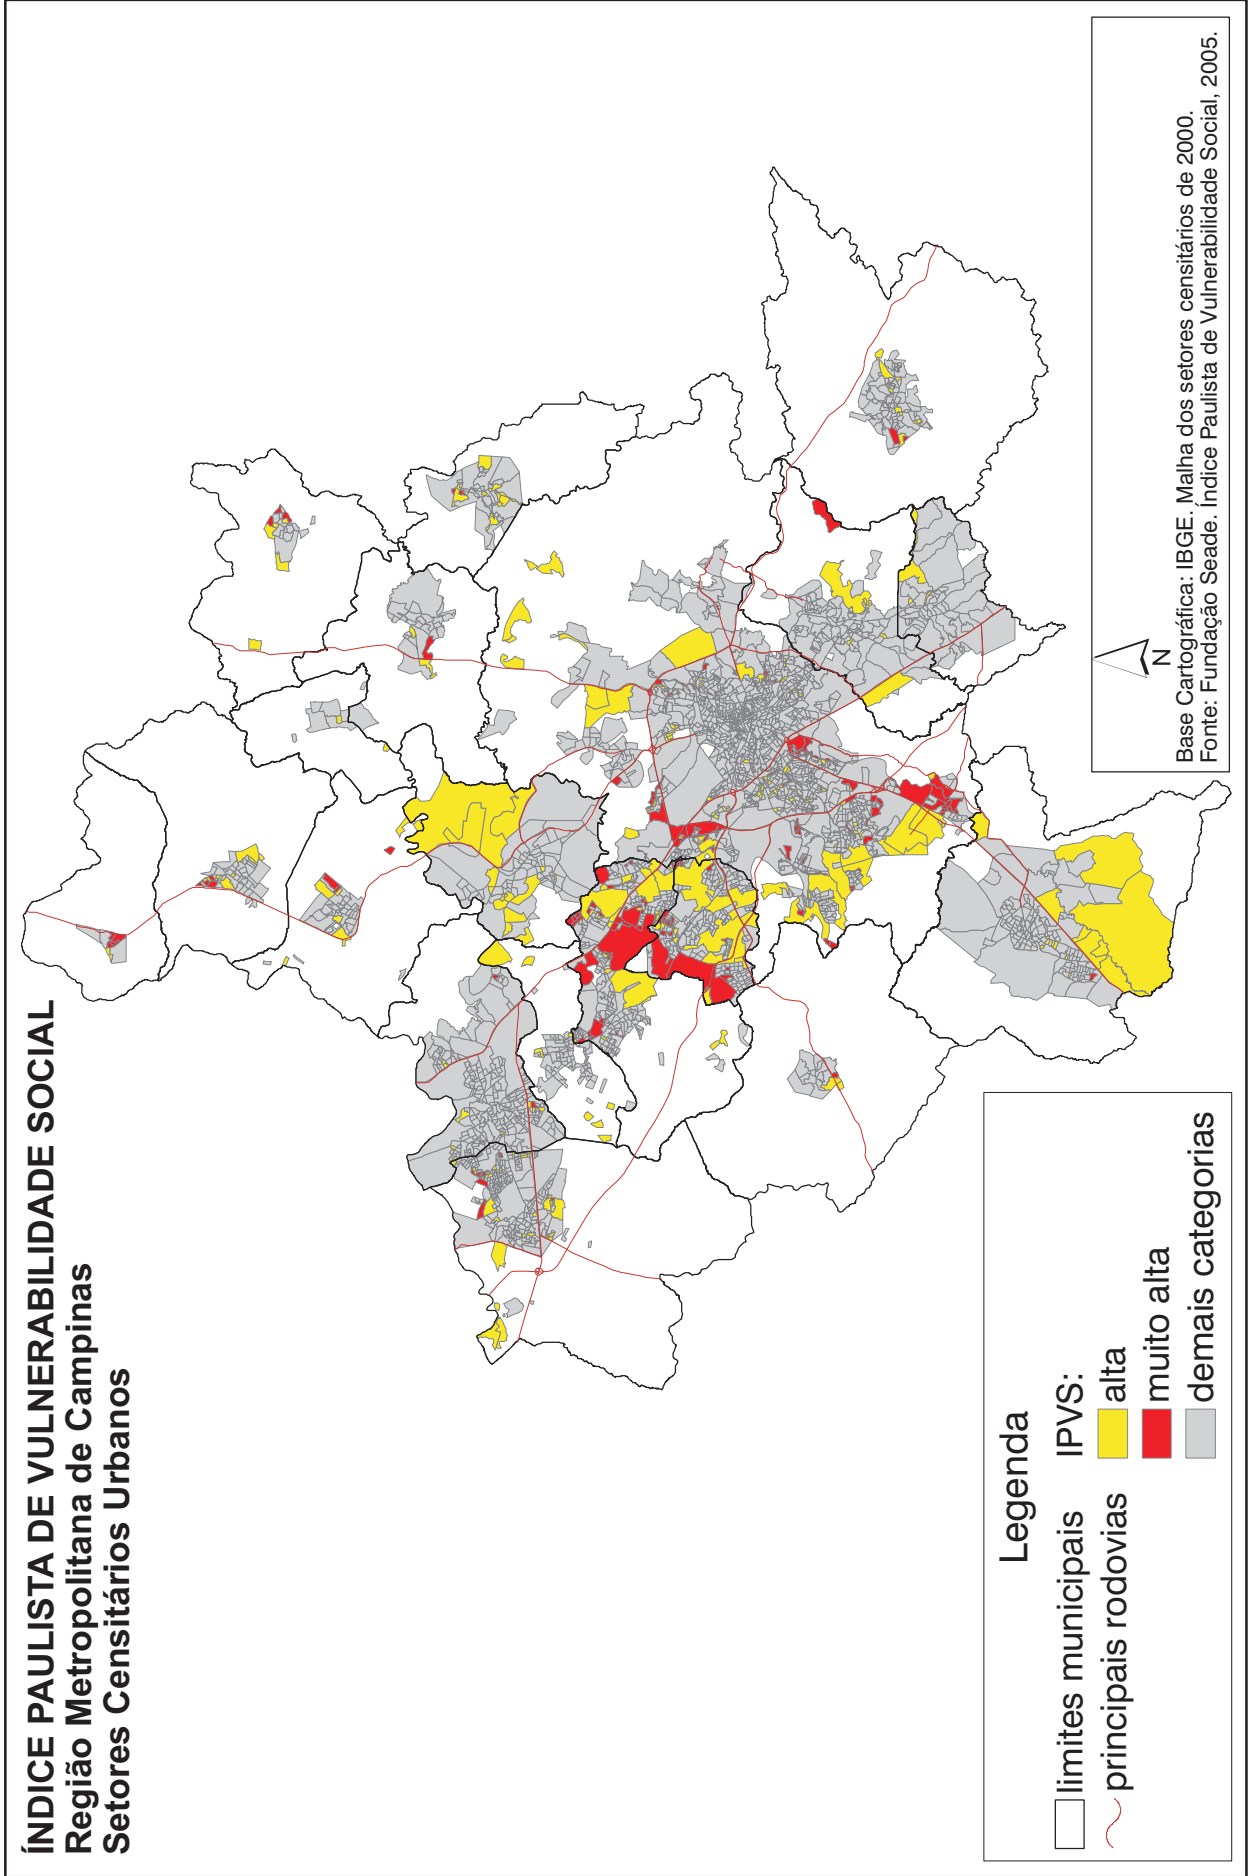 ÍNDICE PAULISTA DE VULNERABILIDADE SOCIAL
Região Metropolitana de Campinas
Setores Censitários Urbanos
Legenda
limites municipais
principais rodovias
IPVS:
alta
muito alta
demais categorias
N
Base Cartográfica: IBGE. Malha dos setores censitários de 2000.
Fonte: Fundação Seade. Índice Paulista de Vulnerabilidade Social, 2005.